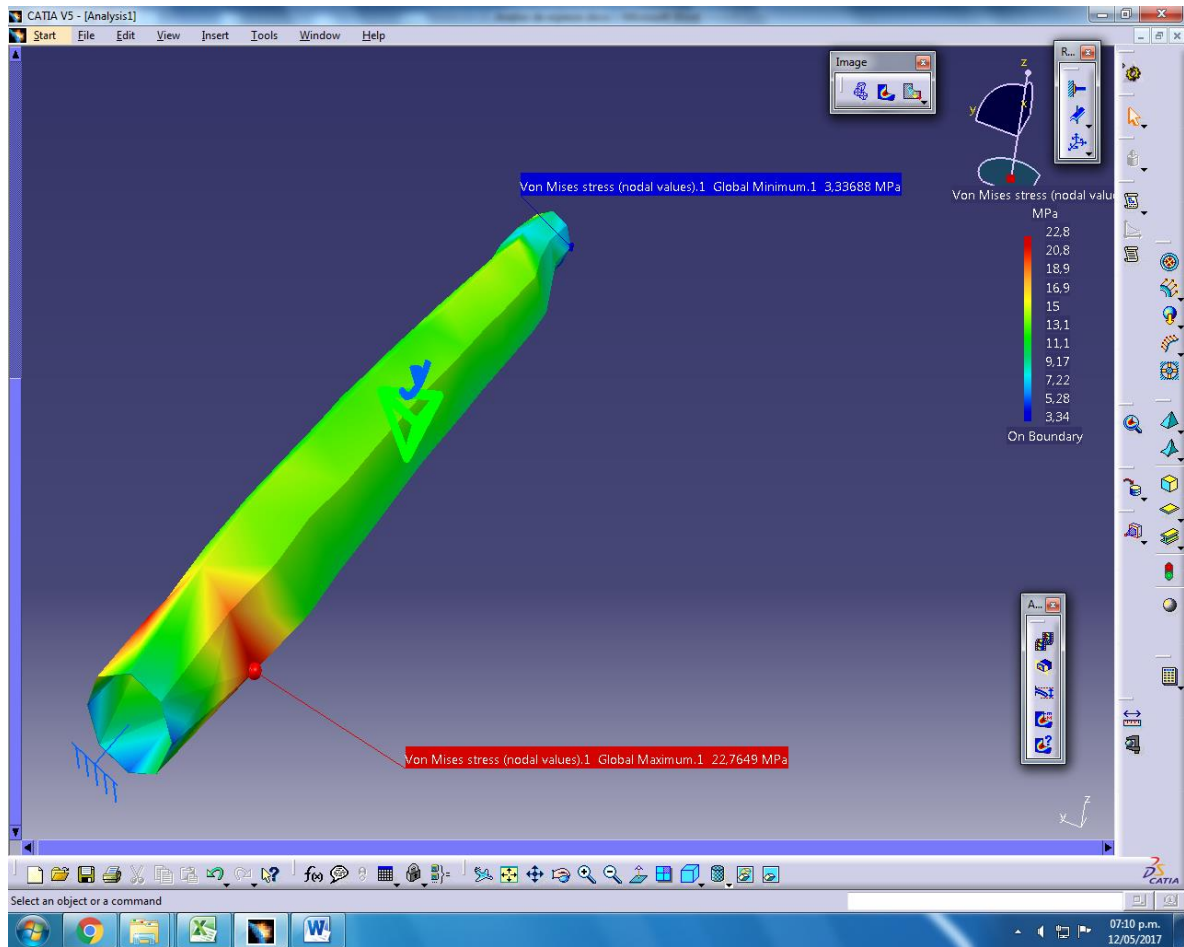 CATIA V5 - [Analysis1]
Start File Edit View Insert Tools Window Help
Image
R...
z
y
x
Von Mises stress (nodal values).1 Global Minimum.1 3,33688 MPa
Von Mises stress (nodal valu
MPa
22,8
20,8
18,9
16,9
15
13,1
11,1
9,17
7,22
5,28
3,34
On Boundary
A...
Von Mises stress (nodal values).1 Global Maximum.1 22,7649 MPa
z
f(x)
CATIA
Select an object or a command
07:10 p.m.
12/05/2017